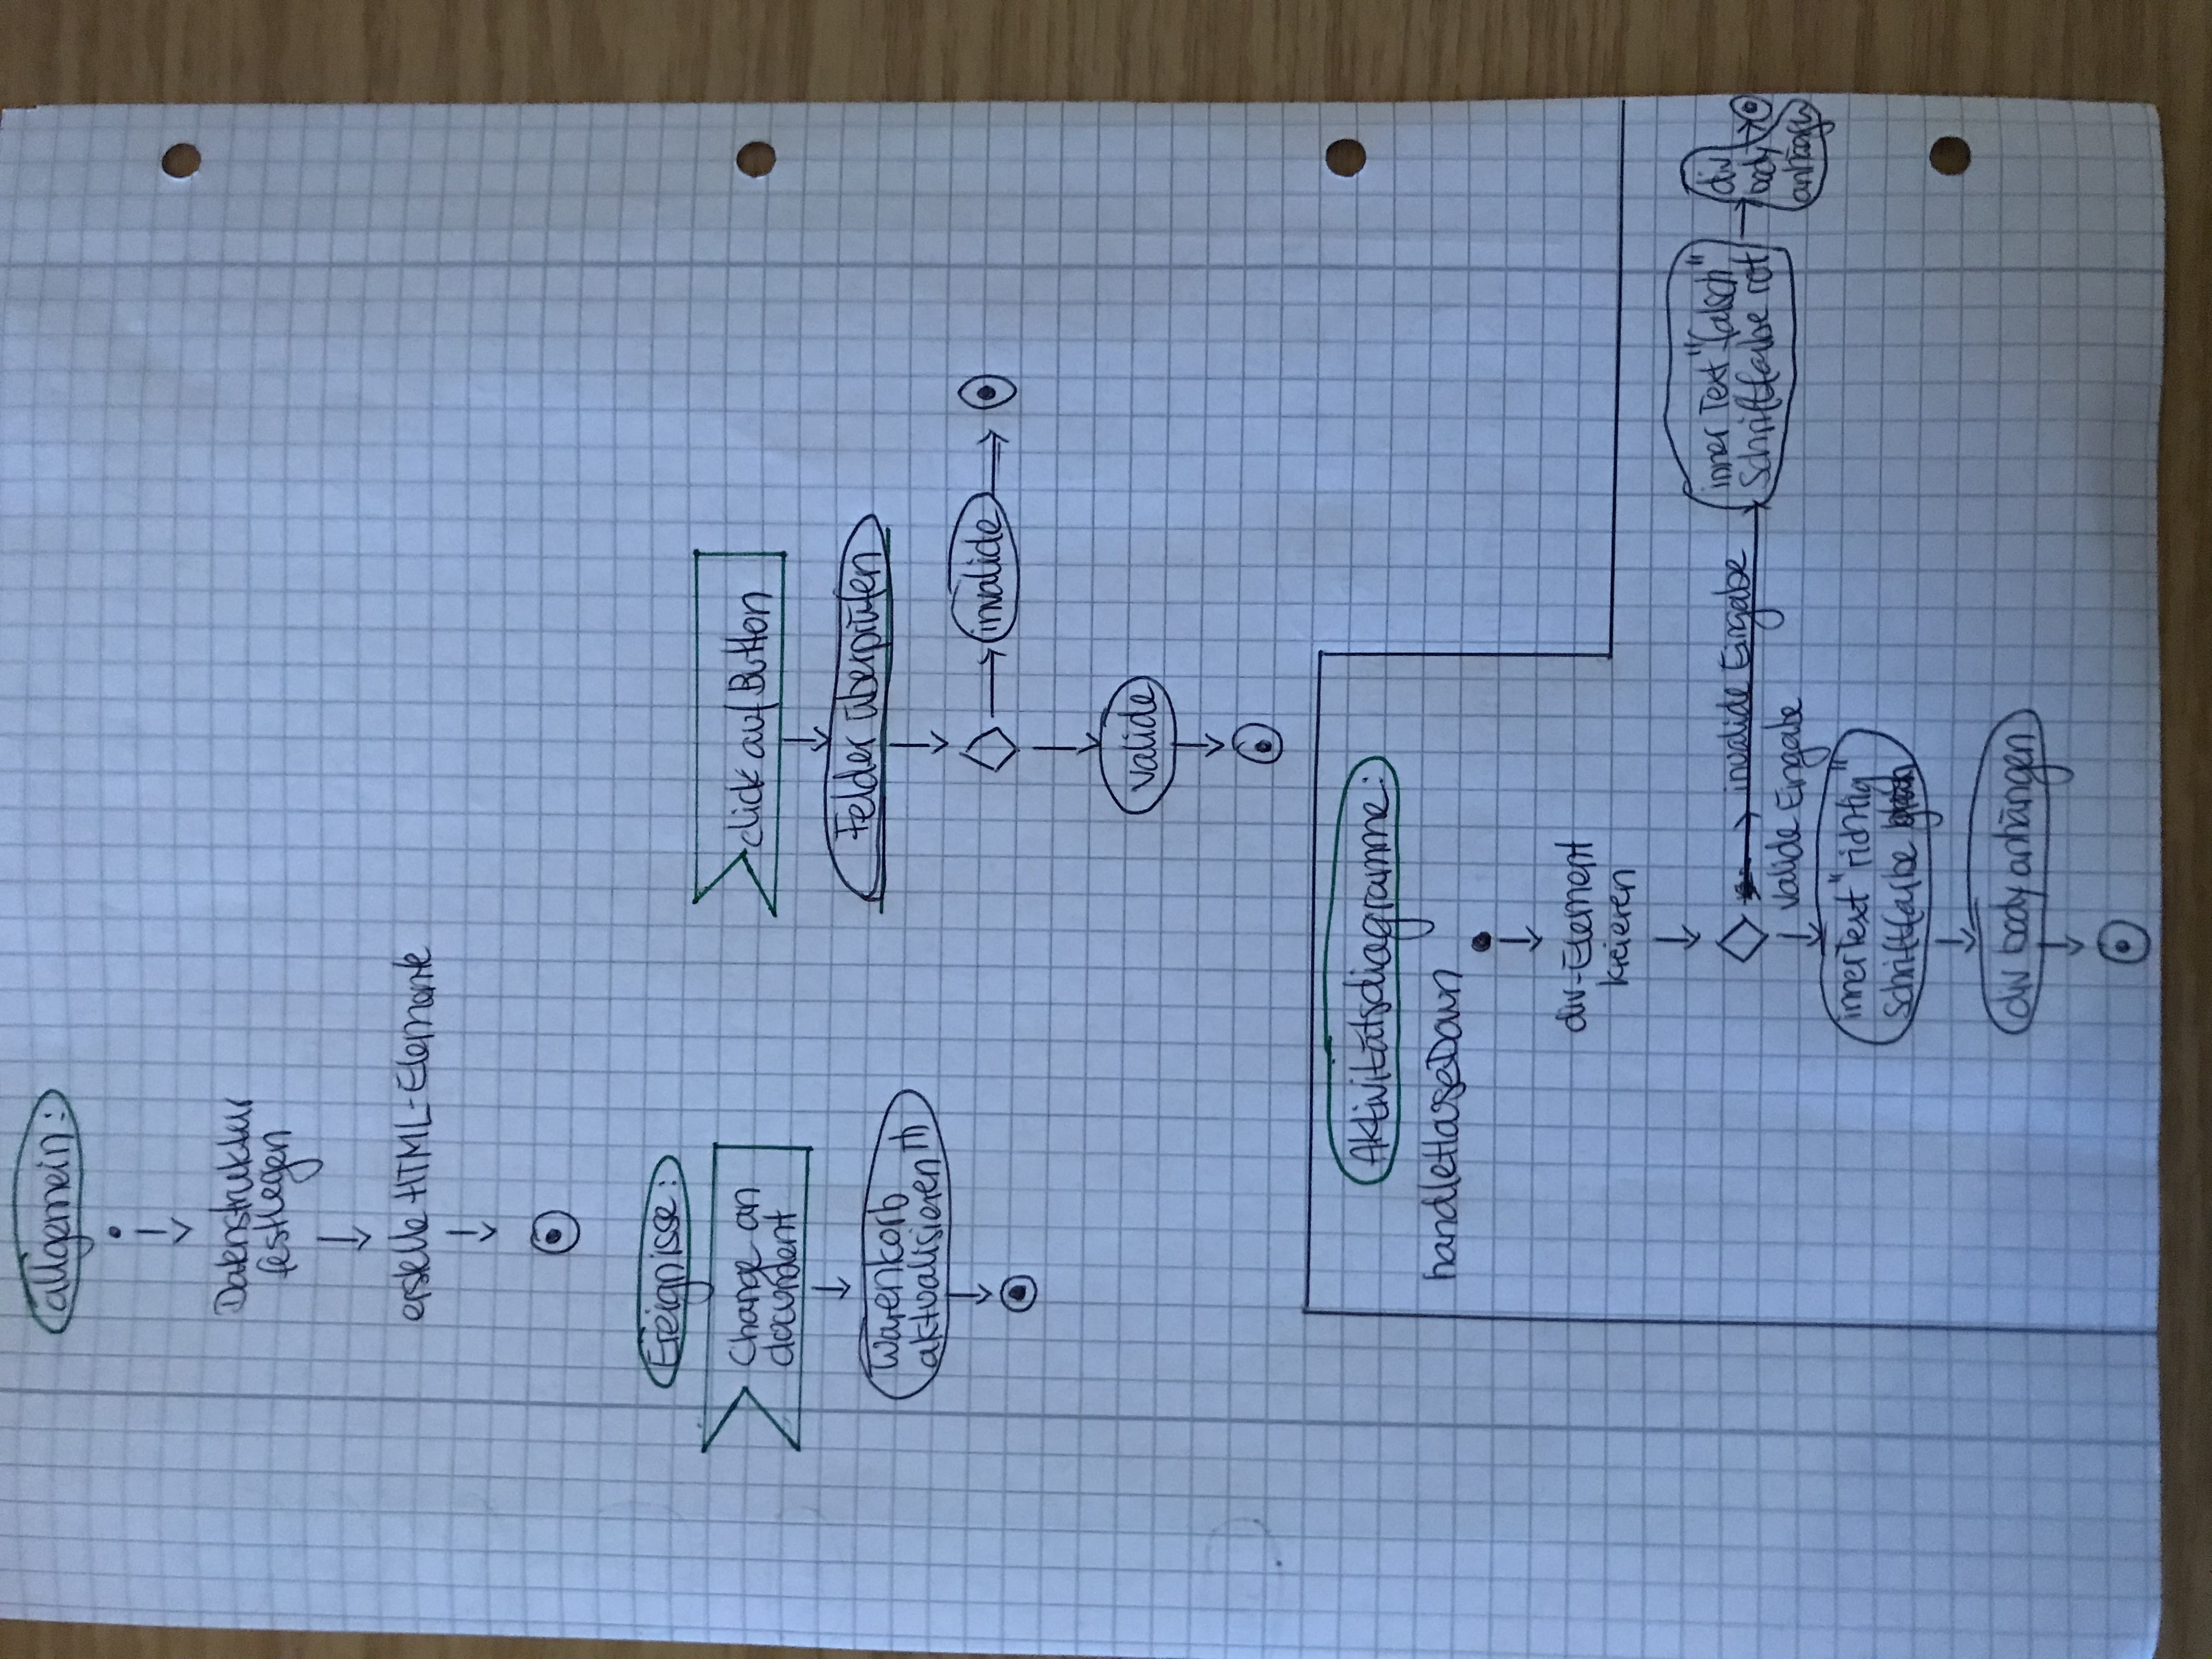 allgemein:
Datenstruktur
festlegen
erstelle HTML-Elemente
Ereignisse:
Change an
document
Warenkorb
aktualisieren
click auf Button
Felder überprüfen
invalide
valide
Aktivitätsdiagramme:
handleMouseDown
div-Element
kreieren
invalide Eingabe
valide Eingabe
inner Text "falsch"
Schriftfarbe rot
div
body
anhängen
innerText "richtig"
Schriftfarbe
div body anhängen